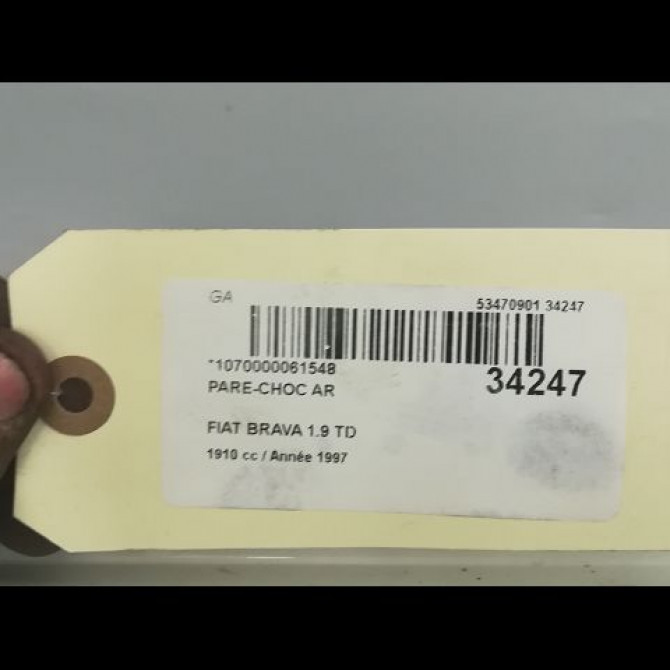 GA
53470901 34247
*1070000061548
34247
PARE-CHOC AR
FIAT BRAVA 1.9 TD
1910 cc / Année 1997